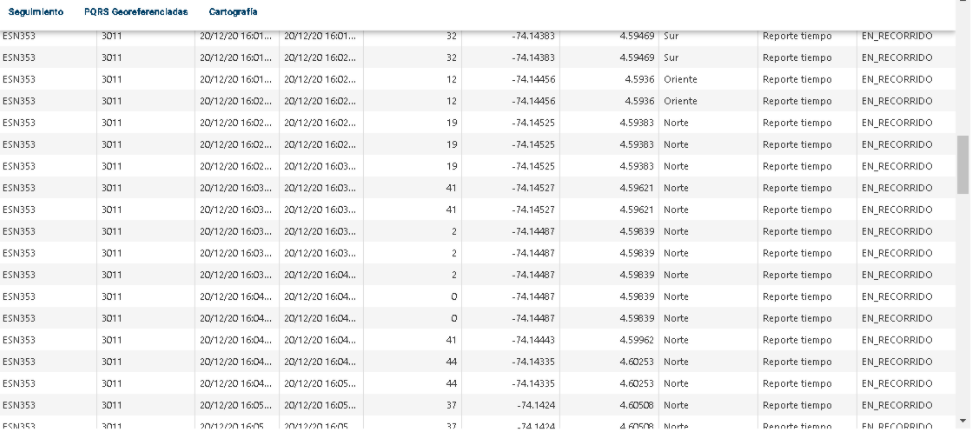 Seguimiento PQRS Georeferenciadas Cartografía
ESN353 3011 20/12/20 16:01... 20/12/20 16:01... 32 -74.14383 4.59469 Sur Reporte tiempo EN_RECORRIDO
ESN353 3011 20/12/20 16:01... 20/12/20 16:02... 32 -74.14383 4.59469 Sur Reporte tiempo EN_RECORRIDO
ESN353 3011 20/12/20 16:01... 20/12/20 16:02... 12 -74.14456 4.5936 Oriente Reporte tiempo EN_RECORRIDO
ESN353 3011 20/12/20 16:02... 20/12/20 16:02... 12 -74.14456 4.5936 Oriente Reporte tiempo EN_RECORRIDO
ESN353 3011 20/12/20 16:02... 20/12/20 16:02... 19 -74.14525 4.59383 Norte Reporte tiempo EN_RECORRIDO
ESN353 3011 20/12/20 16:02... 20/12/20 16:02... 19 -74.14525 4.59383 Norte Reporte tiempo EN_RECORRIDO
ESN353 3011 20/12/20 16:02... 20/12/20 16:03... 19 -74.14525 4.59383 Norte Reporte tiempo EN_RECORRIDO
ESN353 3011 20/12/20 16:03... 20/12/20 16:03... 41 -74.14527 4.59621 Norte Reporte tiempo EN_RECORRIDO
ESN353 3011 20/12/20 16:03... 20/12/20 16:03... 41 -74.14527 4.59621 Norte Reporte tiempo EN_RECORRIDO
ESN353 3011 20/12/20 16:03... 20/12/20 16:03... 2 -74.14487 4.59839 Norte Reporte tiempo EN_RECORRIDO
ESN353 3011 20/12/20 16:03... 20/12/20 16:03... 2 -74.14487 4.59839 Norte Reporte tiempo EN_RECORRIDO
ESN353 3011 20/12/20 16:03... 20/12/20 16:04... 2 -74.14487 4.59839 Norte Reporte tiempo EN_RECORRIDO
ESN353 3011 20/12/20 16:04... 20/12/20 16:04... 0 -74.14487 4.59839 Norte Reporte tiempo EN_RECORRIDO
ESN353 3011 20/12/20 16:04... 20/12/20 16:04... 0 -74.14487 4.59839 Norte Reporte tiempo EN_RECORRIDO
ESN353 3011 20/12/20 16:04... 20/12/20 16:04... 41 -74.14443 4.59962 Norte Reporte tiempo EN_RECORRIDO
ESN353 3011 20/12/20 16:04... 20/12/20 16:05... 44 -74.14335 4.60253 Norte Reporte tiempo EN_RECORRIDO
ESN353 3011 20/12/20 16:04... 20/12/20 16:05... 44 -74.14335 4.60253 Norte Reporte tiempo EN_RECORRIDO
ESN353 3011 20/12/20 16:05... 20/12/20 16:05... 37 -74.1424 4.60508 Norte Reporte tiempo EN_RECORRIDO
ESN353 3011 20/12/20 16:05... 20/12/20 16:05... 37 -74.1424 4.60508 Norte Reporte tiempo EN_RECORRIDO